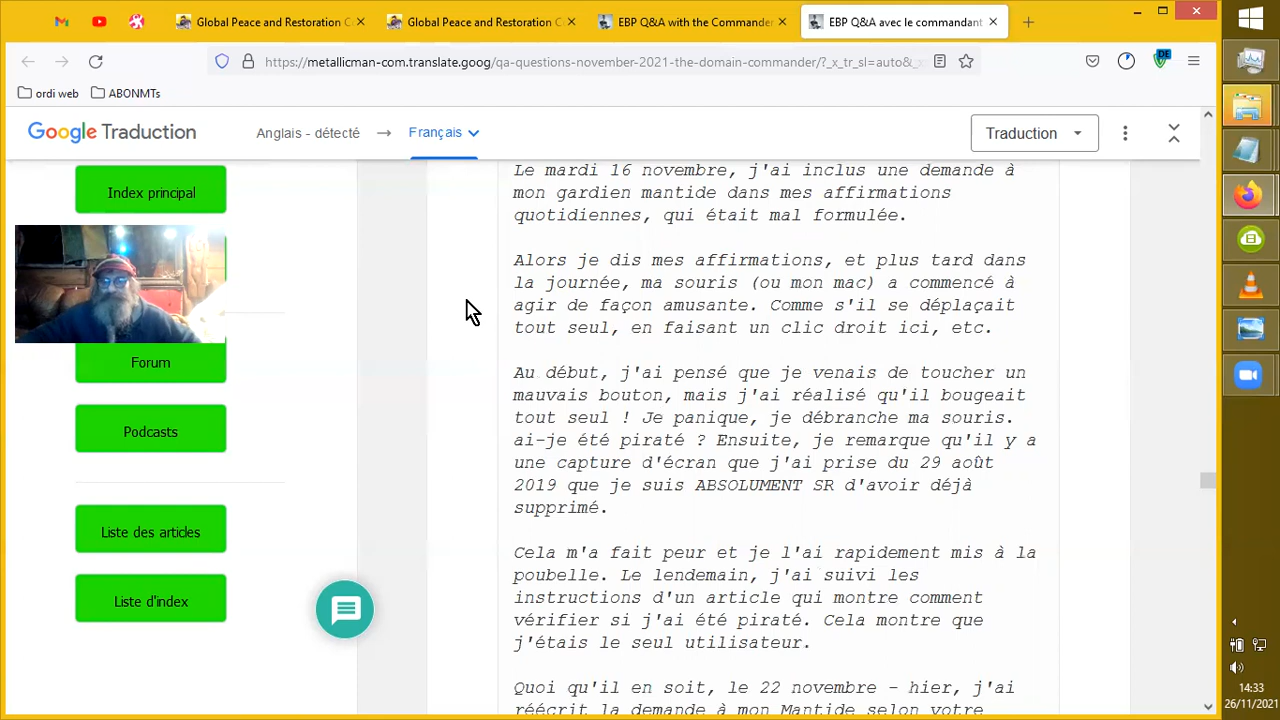 Global Peace and Restoration C
Global Peace and Restoration C
EBP Q&A with the Commander
EBP Q&A avec le commandant
https://metallicman-com.translate.goog/qa-questions-november-2021-the-domain-commander/?_x_tr_sl=auto&_x
DE
ordi web
ABONMTs
Google Traduction
Anglais - détecté
Français
Traduction
Index principal
Forum
Podcasts
Liste des articles
Liste d'index
Le mardi 16 novembre, j'ai inclus une demande à
mon gardien mantide dans mes affirmations
quotidiennes, qui était mal formulée.
Alors je dis mes affirmations, et plus tard dans
la journée, ma souris (ou mon mac) a commencé à
agir de façon amusante. Comme s'il se déplaçait
tout seul, en faisant un clic droit ici, etc.
Au début, j'ai pensé que je venais de toucher un
mauvais bouton, mais j'ai réalisé qu'il bougeait
tout seul ! Je panique, je débranche ma souris.
ai-je été piraté ? Ensuite, je remarque qu'il y a
une capture d'écran que j'ai prise du 29 août
2019 que je suis ABSOLUMENT SR d'avoir déjà
supprimé.
Cela m'a fait peur et je l'ai rapidement mis à la
poubelle. Le lendemain, j'ai suivi les
instructions d'un article qui montre comment
vérifier si j'ai été piraté. Cela montre que
j'étais le seul utilisateur.
Quoi qu'il en soit, le 22 novembre - hier, j'ai
réécrit la demande à mon Mantide selon votre
14:33
26/11/2021